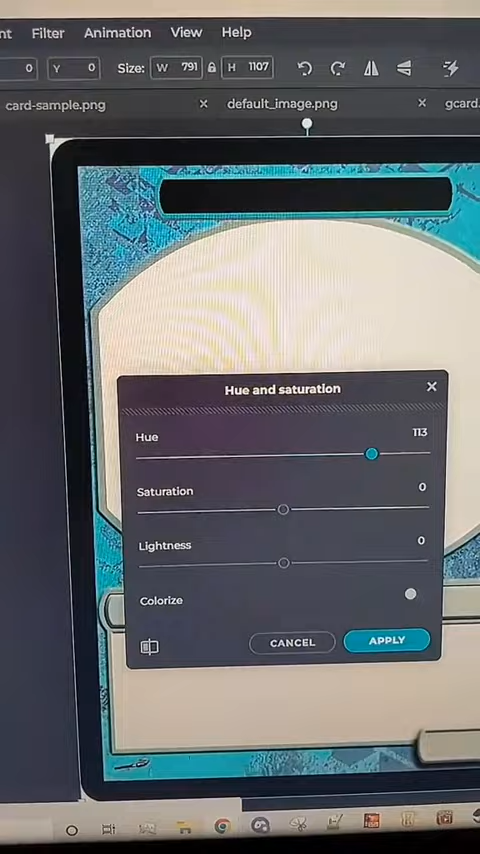 nt Filter Animation View Help
0 Y 0 Size: W 791 H 1107
card-sample.png × default_image.png × gcard.
Hue and saturation ×
Hue 113
Saturation 0
Lightness 0
Colorize
CANCEL APPLY